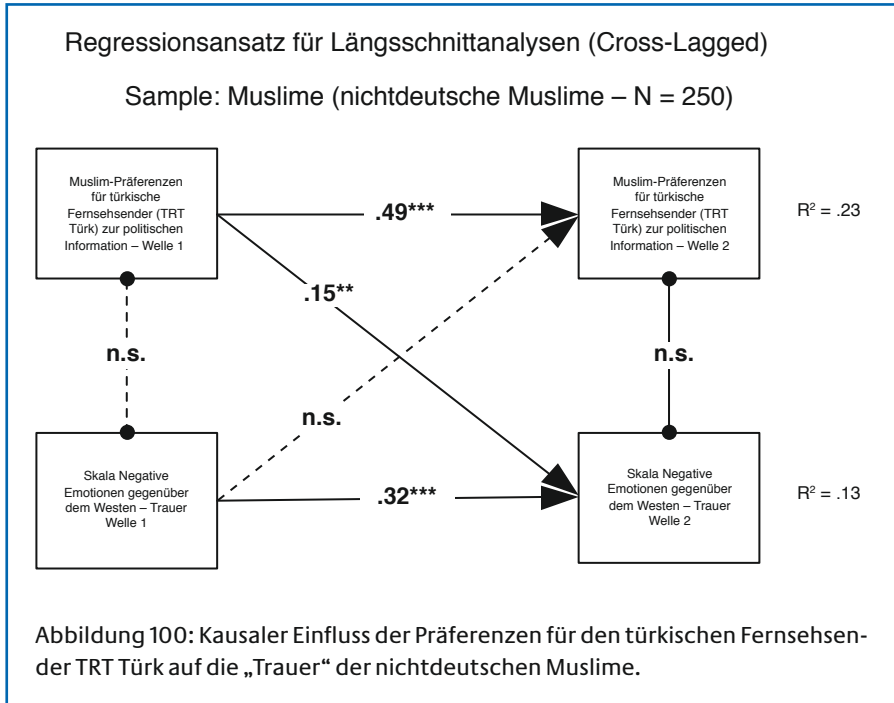 Regressionsansatz für Längsschnittanalysen (Cross-Lagged)
Sample: Muslime (nichtdeutsche Muslime – N = 250)
Muslim-Präferenzen
für türkische
Fernsehsender (TRT
Türk) zur politischen
Information – Welle 1
.49***
Muslim-Präferenzen
für türkische
Fernsehsender (TRT
Türk) zur politischen
Information – Welle 2
R² = .23
.15**
n.s.
n.s.
n.s.
Skala Negative
Emotionen gegenüber
dem Westen – Trauer
Welle 1
.32***
Skala Negative
Emotionen gegenüber
dem Westen – Trauer
Welle 2
R² = .13
Abbildung 100: Kausaler Einfluss der Präferenzen für den türkischen Fernsehsen-
der TRT Türk auf die „Trauer“ der nichtdeutschen Muslime.